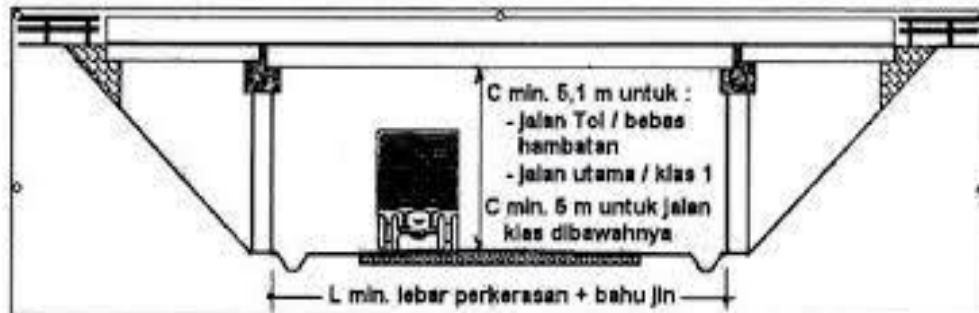 C min. 5,1 m untuk :
- jalan Tol / bebas
hambatan
- jalan utama / klas 1
C min. 5 m untuk jalan
klas dibawahnya
L min. lebar perkerasan + bahu jln